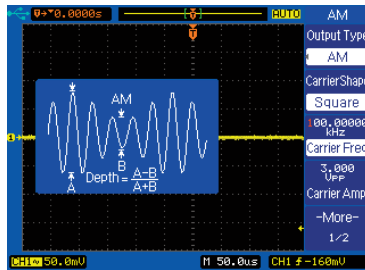 0.0000s
AUTO
AM
Output Type
AM
CarrierShape
Square
100.00000
kHz
Carrier Freq
3.000
Vpp
Carrier Amp
-More-
1/2
AM
B
Depth = A-B
A+B
A
CH1~ 50.0mV
M 50.0us
CH1 -160mV